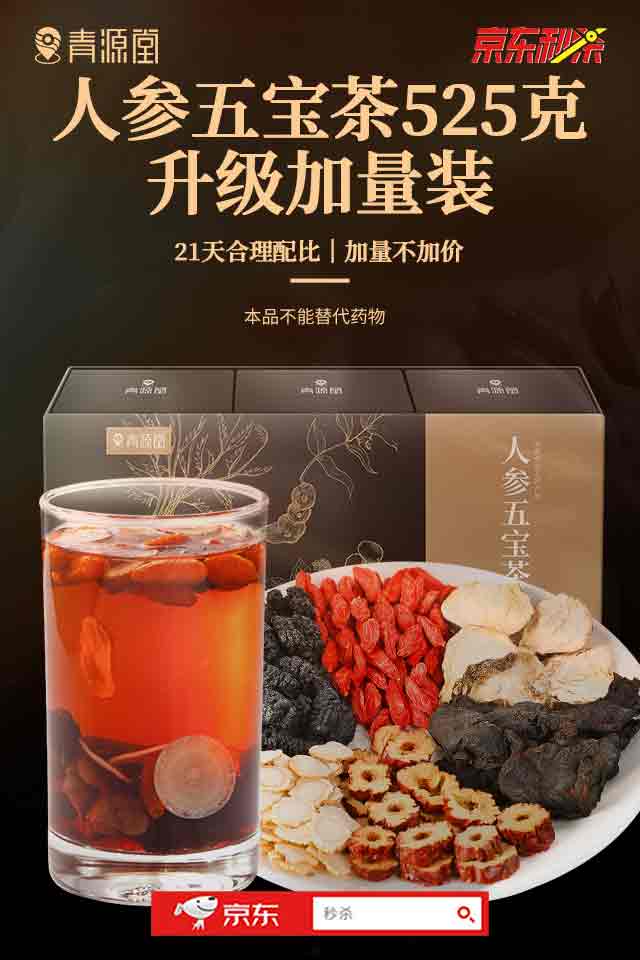 青源堂
京东秒杀
人参五宝茶525克
升级加量装
21天合理配比｜加量不加价
本品不能替代药物
青源堂
青源堂
青源堂
青源堂
人参五宝茶
京东
秒杀